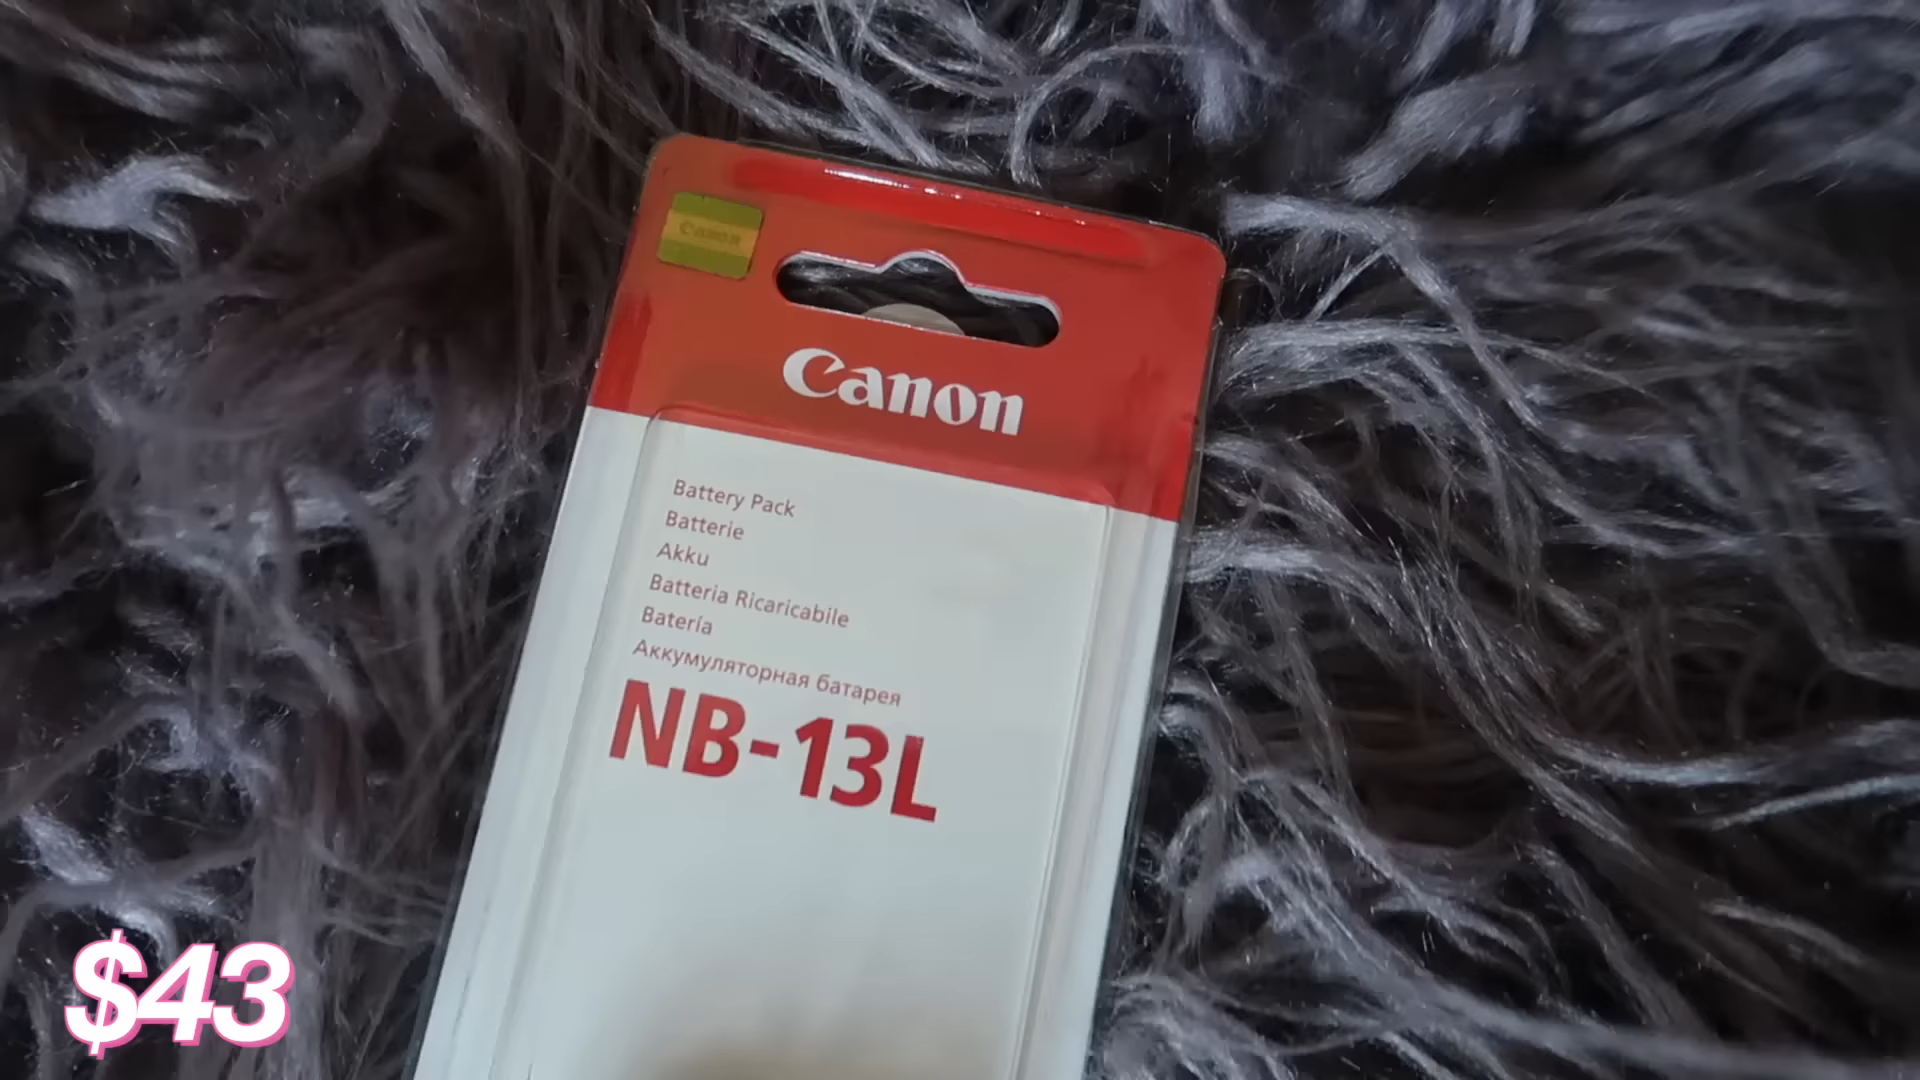 Canon
Canon
Battery Pack
Batterie
Akku
Batteria Ricaricabile
Batería
Аккумуляторная батарея
NB-13L
$43